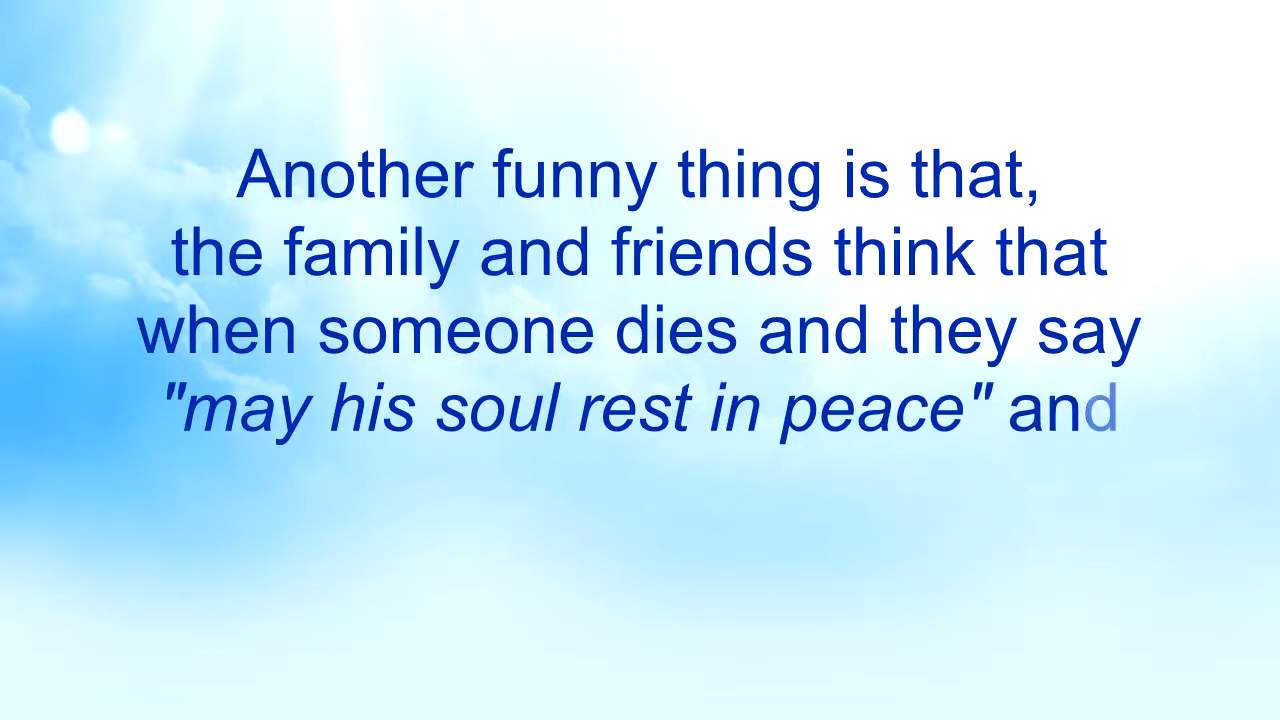 Another funny thing is that,
the family and friends think that
when someone dies and they say
"may his soul rest in peace" and